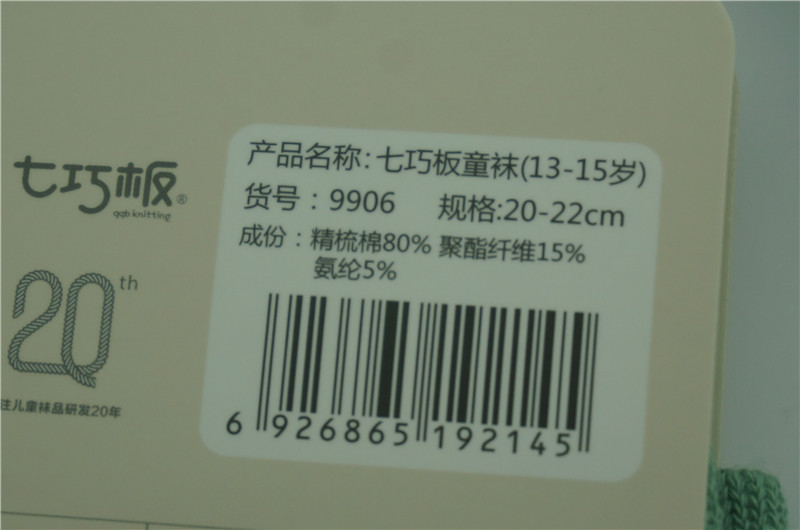 七巧板®
qqb knitting
20th
注儿童袜品研发20年
产品名称：七巧板童袜(13-15岁)
货号：9906 规格:20-22cm
成份：精梳棉80% 聚酯纤维15%
氨纶5%
6 926865 192145